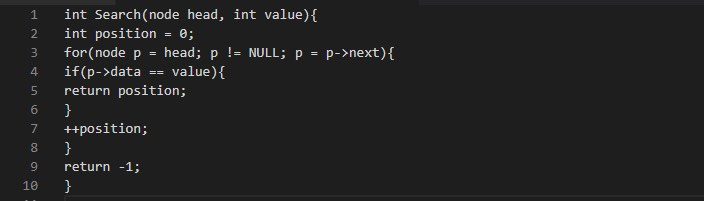 1 int Search(node head, int value){
2 int position = 0;
3 for(node p = head; p != NULL; p = p->next){
4 if(p->data == value){
5 return position;
6 }
7 ++position;
8 }
9 return -1;
10 }